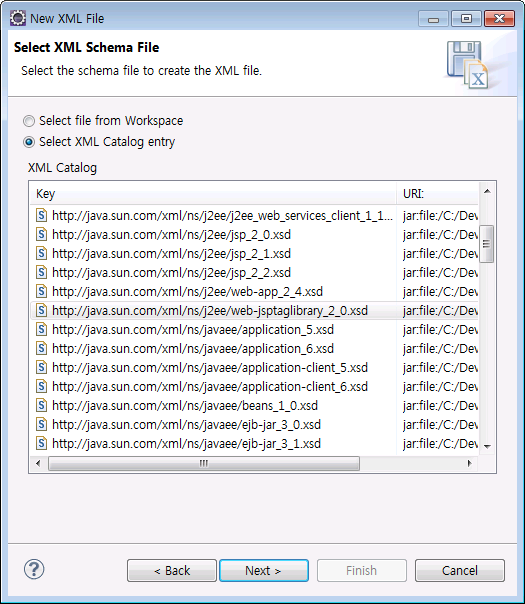 New XML File
Select XML Schema File
Select the schema file to create the XML file.
Select file from Workspace
Select XML Catalog entry
XML Catalog
Key URI:
http://java.sun.com/xml/ns/j2ee/j2ee_web_services_client_1_1... jar:file:/C:/Dev
http://java.sun.com/xml/ns/j2ee/jsp_2_0.xsd jar:file:/C:/Dev
http://java.sun.com/xml/ns/j2ee/jsp_2_1.xsd jar:file:/C:/Dev
http://java.sun.com/xml/ns/j2ee/jsp_2_2.xsd jar:file:/C:/Dev
http://java.sun.com/xml/ns/j2ee/web-app_2_4.xsd jar:file:/C:/Dev
http://java.sun.com/xml/ns/j2ee/web-jsptaglibrary_2_0.xsd jar:file:/C:/Dev
http://java.sun.com/xml/ns/javaee/application_5.xsd jar:file:/C:/Dev
http://java.sun.com/xml/ns/javaee/application_6.xsd jar:file:/C:/Dev
http://java.sun.com/xml/ns/javaee/application-client_5.xsd jar:file:/C:/Dev
http://java.sun.com/xml/ns/javaee/application-client_6.xsd jar:file:/C:/Dev
http://java.sun.com/xml/ns/javaee/beans_1_0.xsd jar:file:/C:/Dev
http://java.sun.com/xml/ns/javaee/ejb-jar_3_0.xsd jar:file:/C:/Dev
http://java.sun.com/xml/ns/javaee/ejb-jar_3_1.xsd jar:file:/C:/Dev
? < Back Next > Finish Cancel